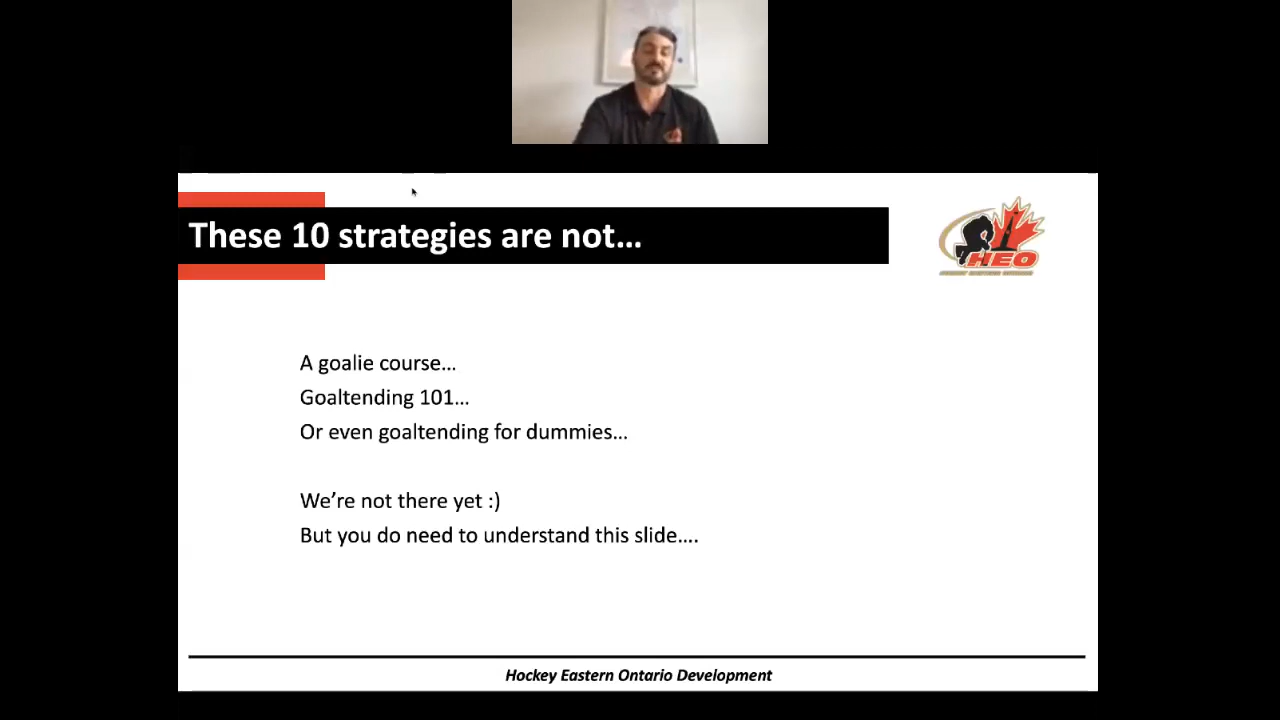 These 10 strategies are not...
HEO
A goalie course...
Goaltending 101...
Or even goaltending for dummies...
We're not there yet :)
But you do need to understand this slide....
Hockey Eastern Ontario Development